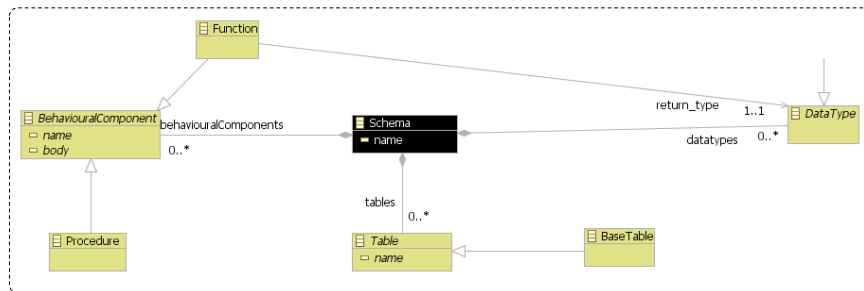 Function
BehaviouralComponent
name
body
behaviouralComponents
0..*
Schema
name
return_type
1..1
datatypes
0..*
DataType
tables
0..*
Procedure
Table
name
BaseTable